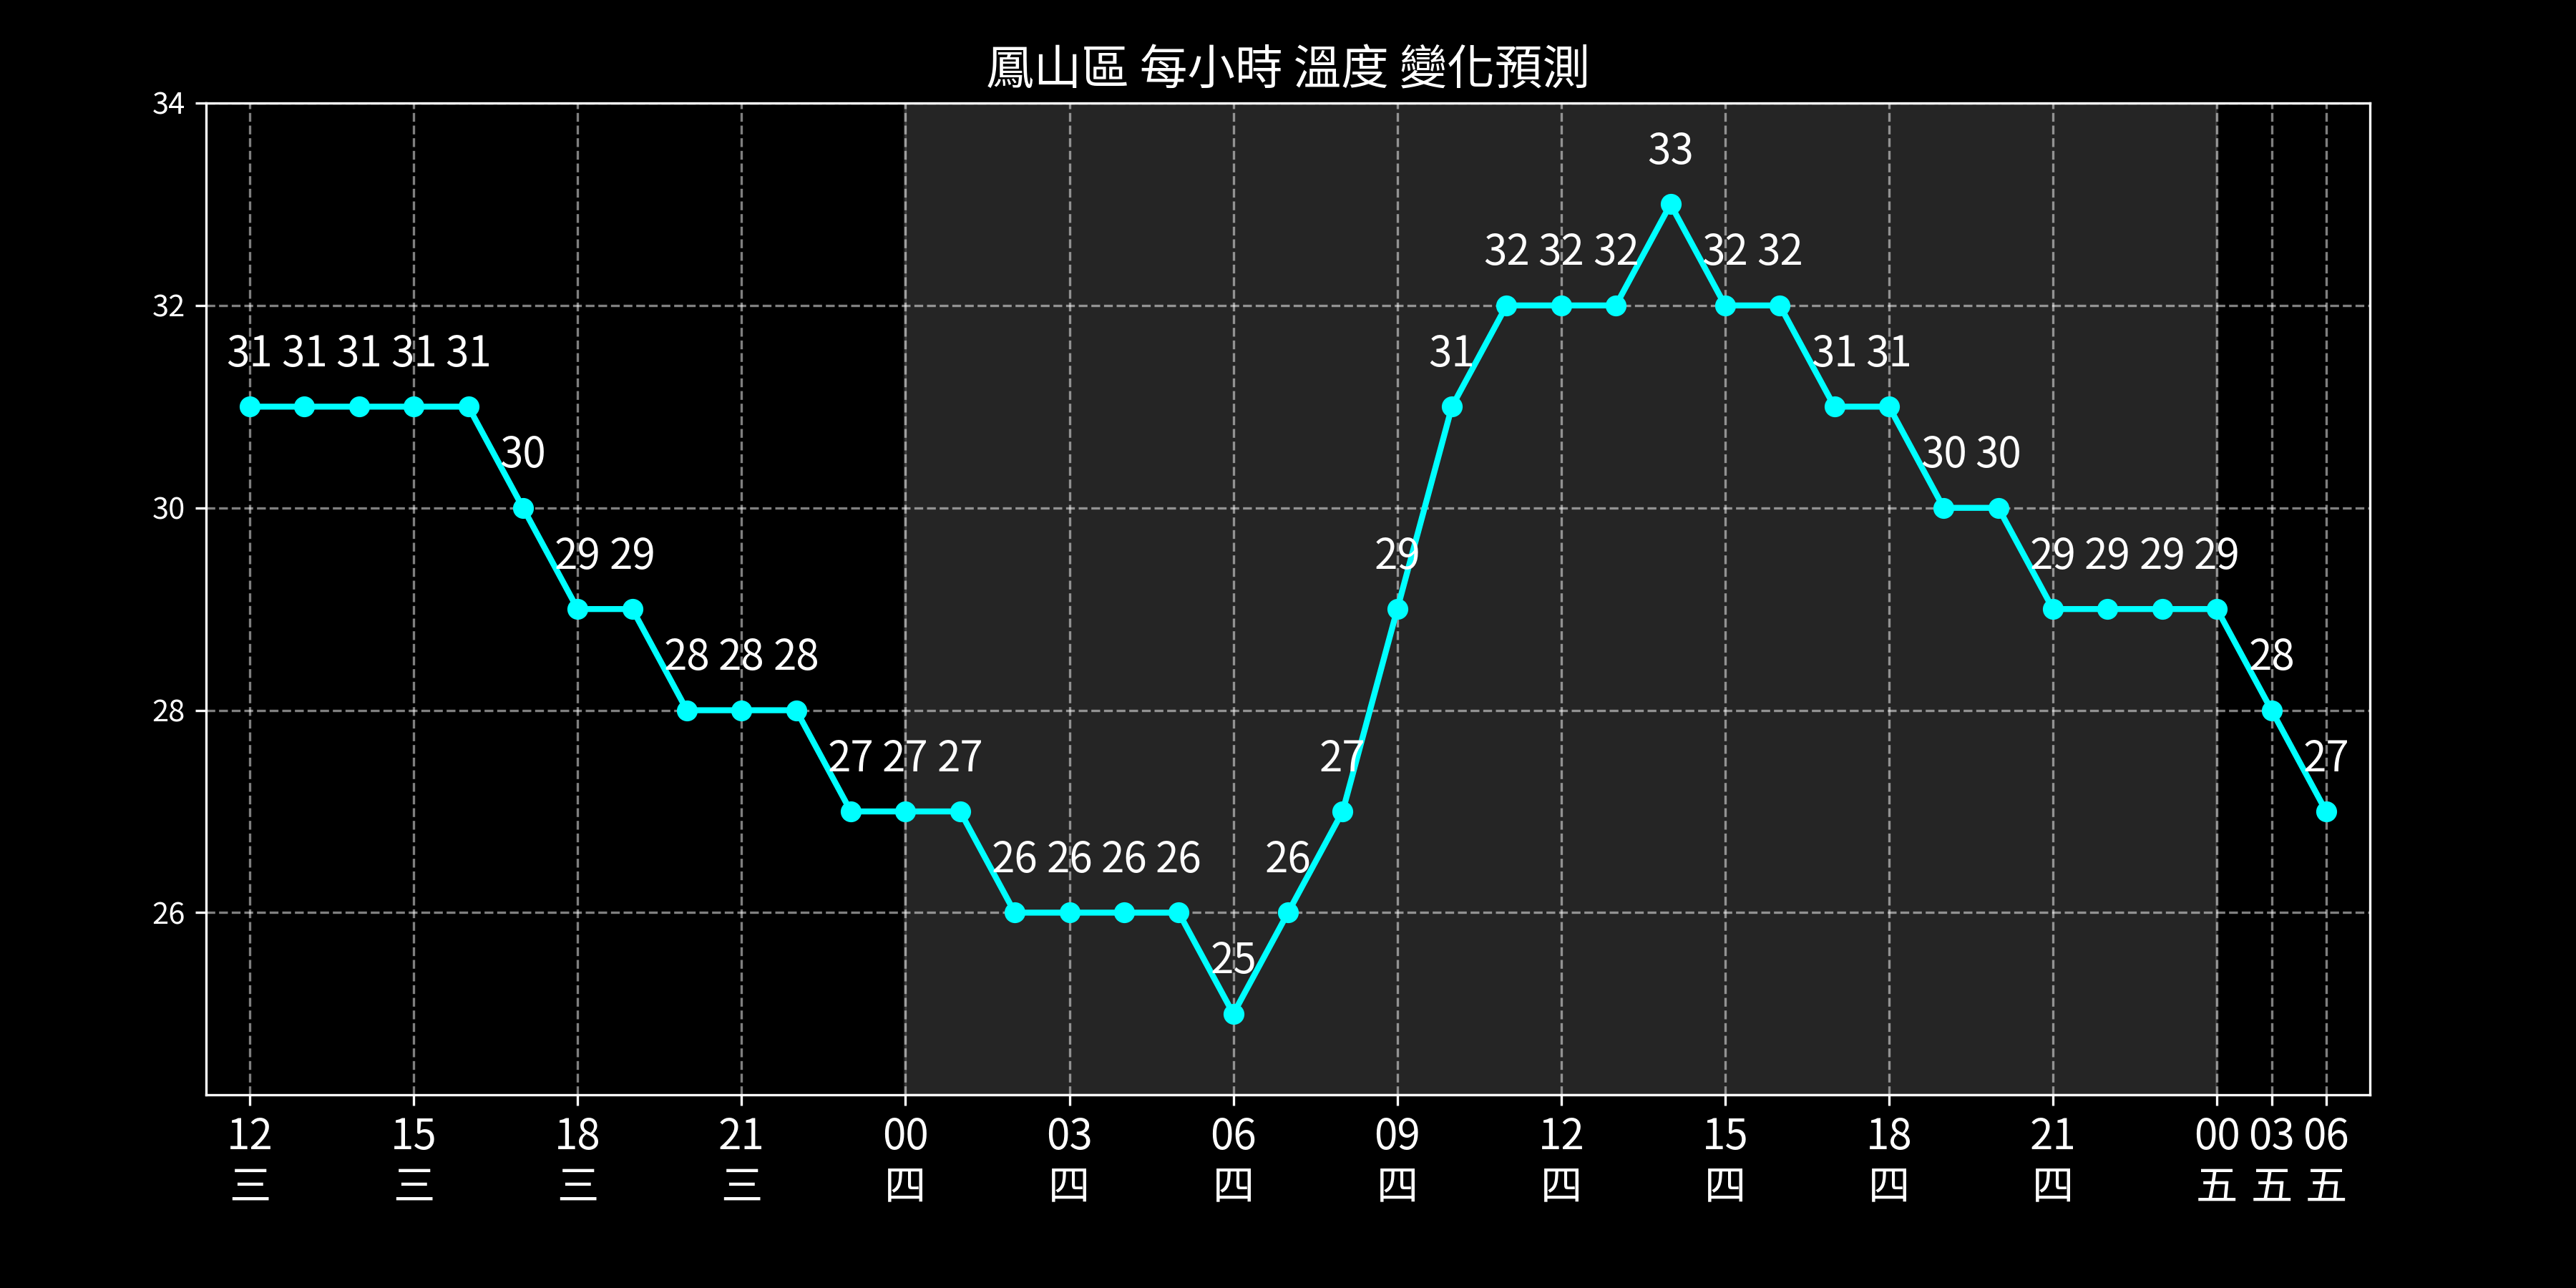 鳳山區 每小時 溫度 變化預測
34
33
32 32 32 32 32
32
31 31 31 31 31 31 31 31
30 30 30
30
29 29 29 29 29 29 29
28 28 28 28
28
27 27 27 27 27
26 26 26 26 26
26
25
12 15 18 21 00 03 06 09 12 15 18 21 00 03 06
三 三 三 三 四 四 四 四 四 四 四 四 五 五 五